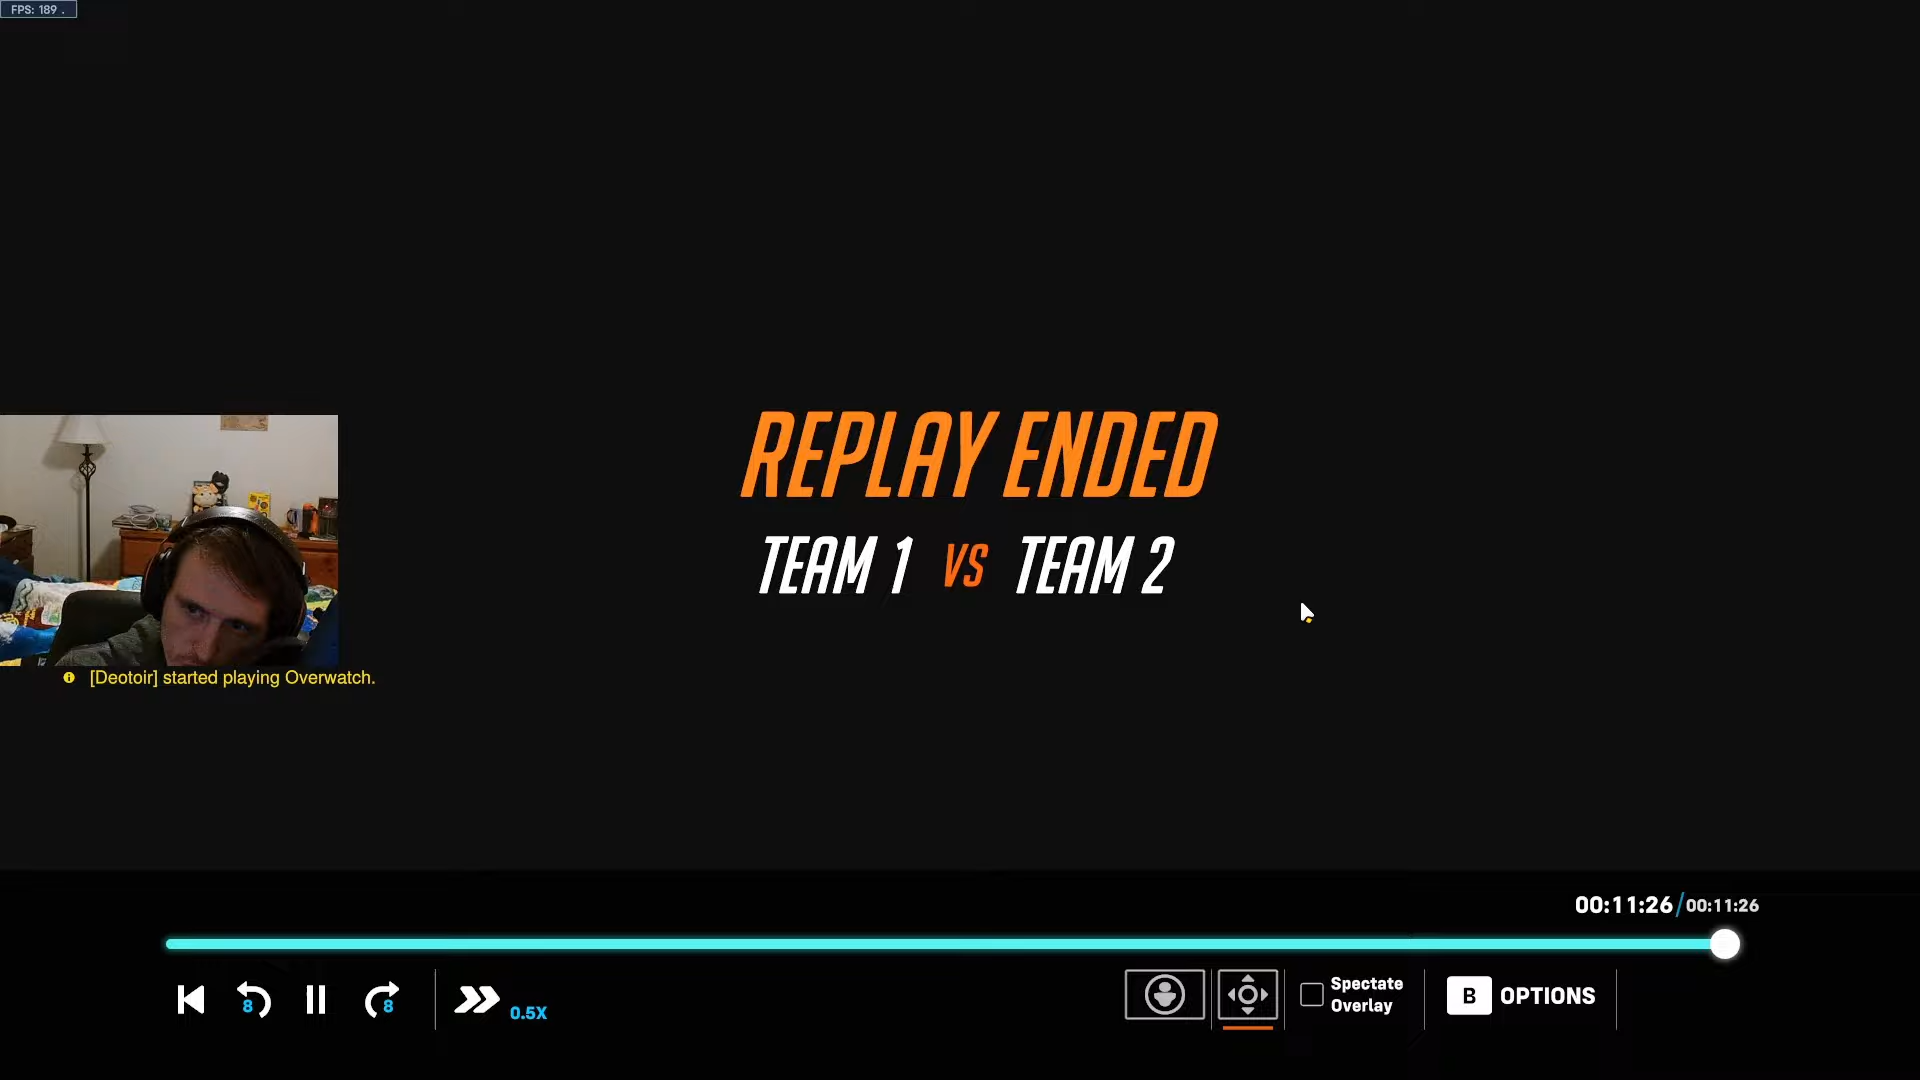 FPS: 189 .
REPLAY ENDED
TEAM 1 VS TEAM 2
[Deotoir] started playing Overwatch.
00:11:26/00:11:26
8
8
0.5X
Spectate
Overlay
B OPTIONS